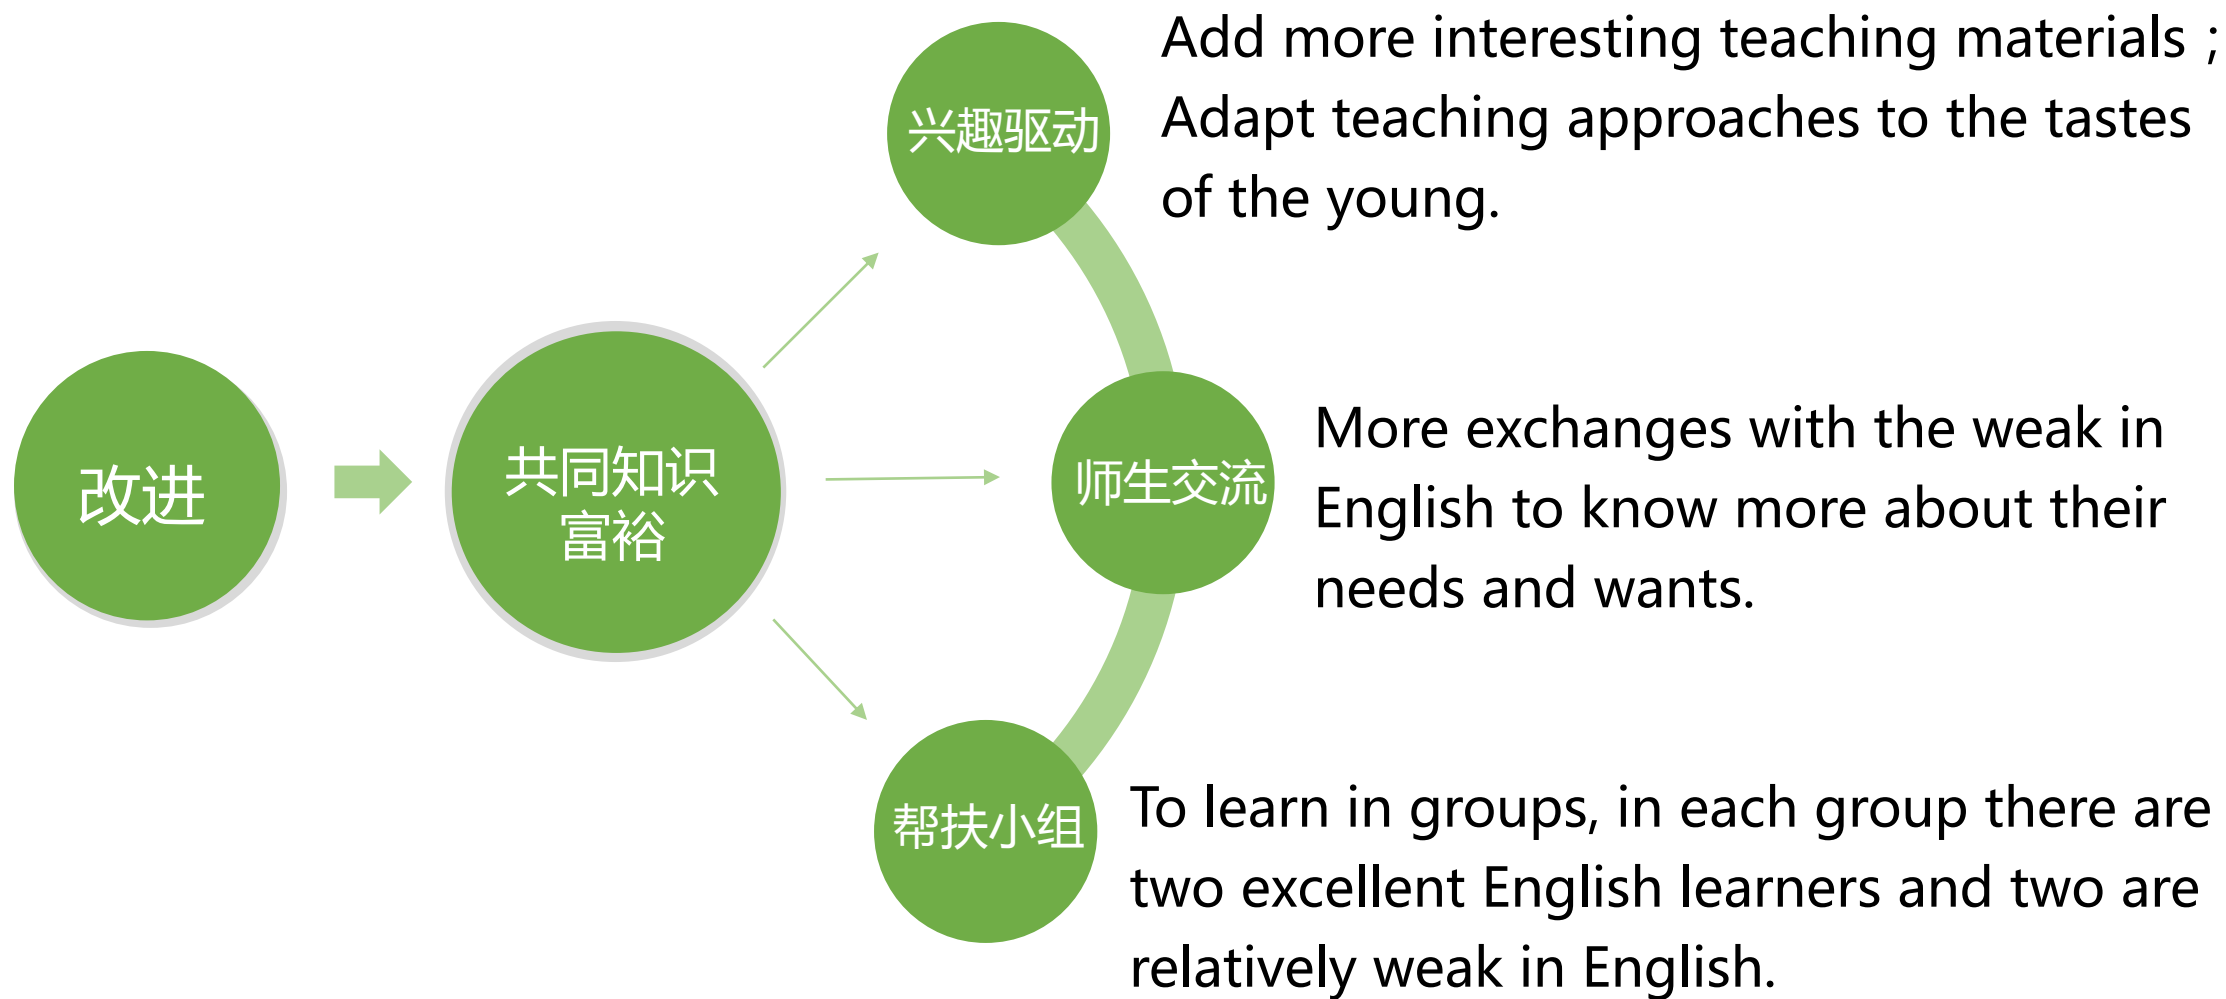 改进
共同知识
富裕
兴趣驱动
Add more interesting teaching materials；
Adapt teaching approaches to the tastes
of the young.
师生交流
More exchanges with the weak in
English to know more about their
needs and wants.
帮扶小组
To learn in groups, in each group there are
two excellent English learners and two are
relatively weak in English.